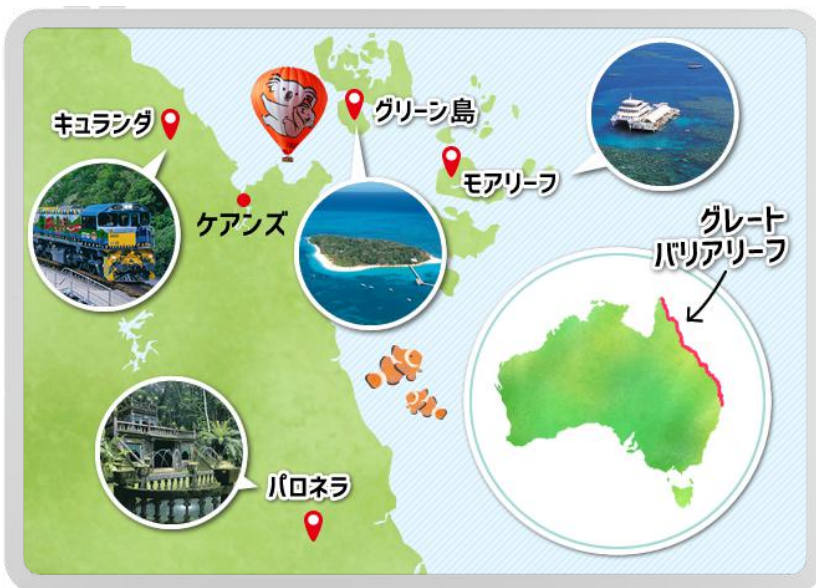 キュランダ
グリーン島
モアリーフ
ケアンズ
グレート
バリアリーフ
パロネラ